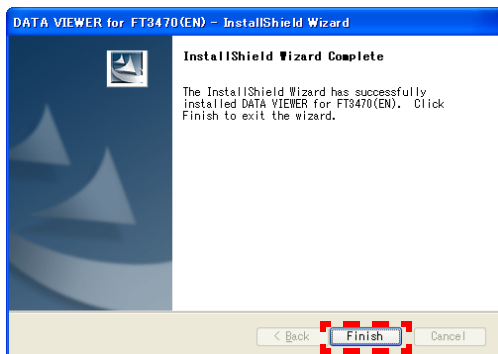 DATA VIEWER for FT3470(EN) - InstallShield Wizard
InstallShield Wizard Complete
The InstallShield Wizard has successfully
installed DATA VIEWER for FT3470(EN). Click
Finish to exit the wizard.
< Back
Finish
Cancel